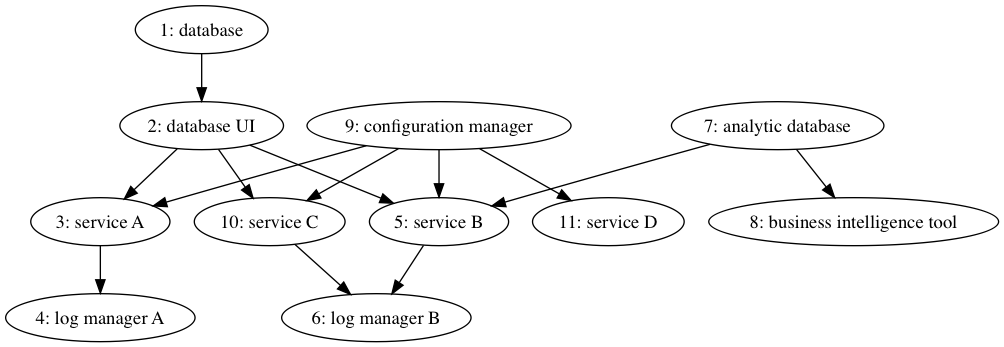 1: database
2: database UI
9: configuration manager
7: analytic database
3: service A
10: service C
5: service B
11: service D
8: business intelligence tool
4: log manager A
6: log manager B